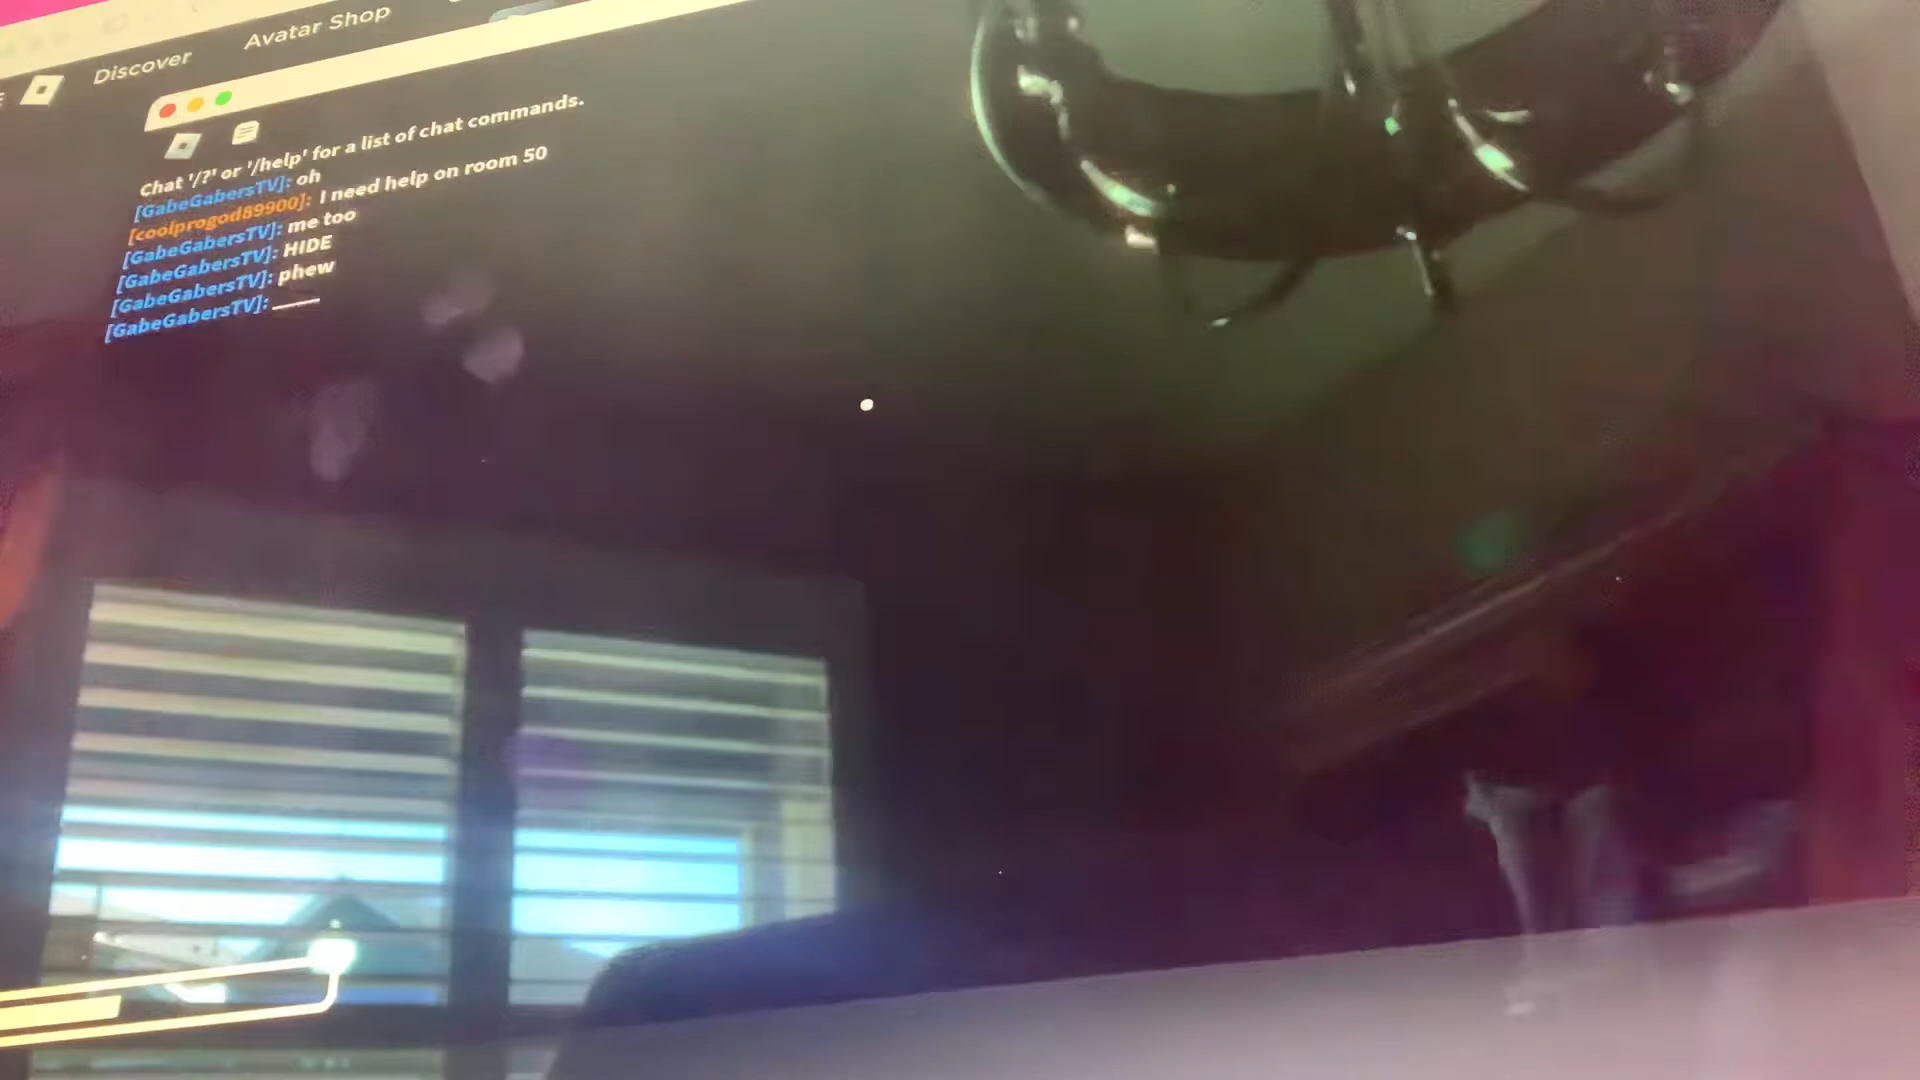 Discover
Avatar Shop
Chat '/?' or '/help' for a list of chat commands.
[GabeGabersTV]: oh
[coolprogod89900]: I need help on room 50
[GabeGabersTV]: me too
[GabeGabersTV]: HIDE
[GabeGabersTV]: phew
[GabeGabersTV]: ____